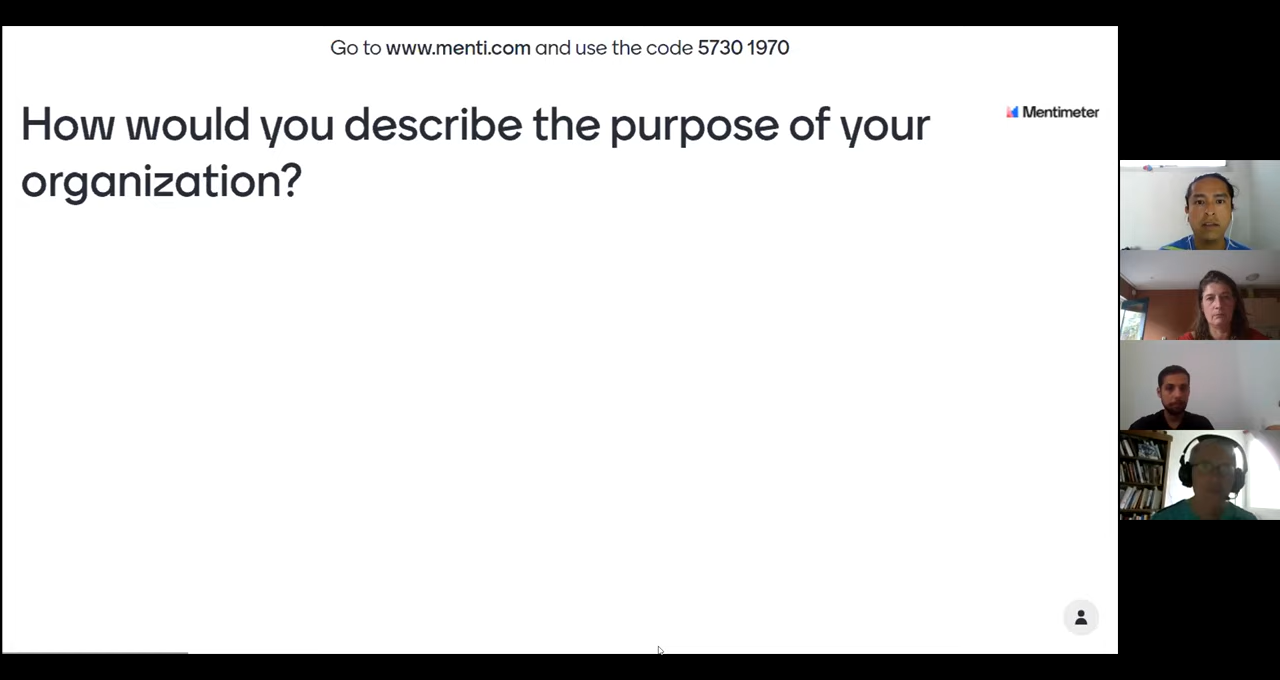 Go to www.menti.com and use the code 5730 1970
How would you describe the purpose of your
organization?
Mentimeter